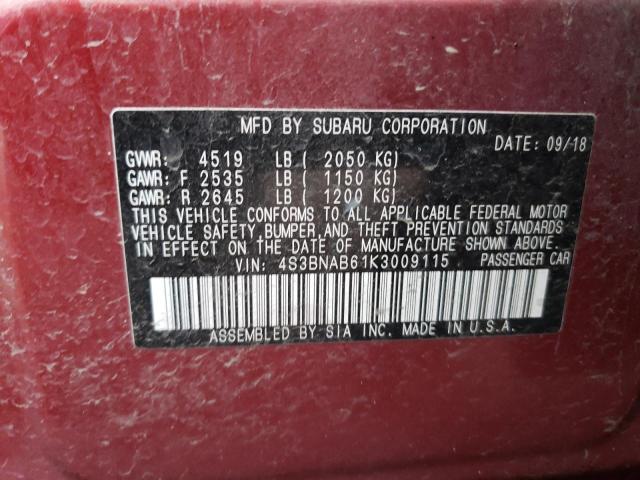 MFD BY SUBARU CORPORATION
DATE: 09/18
GVWR: 4519 LB ( 2050 KG)
GAWR: F 2535 LB ( 1150 KG)
GAWR: R 2645 LB ( 1200 KG)
THIS VEHICLE CONFORMS TO ALL APPLICABLE FEDERAL MOTOR
VEHICLE SAFETY, BUMPER, AND THEFT PREVENTION STANDARDS
IN EFFECT ON THE DATE OF MANUFACTURE SHOWN ABOVE.
VIN: 4S3BNAB61K3009115 PASSENGER CAR
ASSEMBLED BY SIA INC. MADE IN U.S.A.